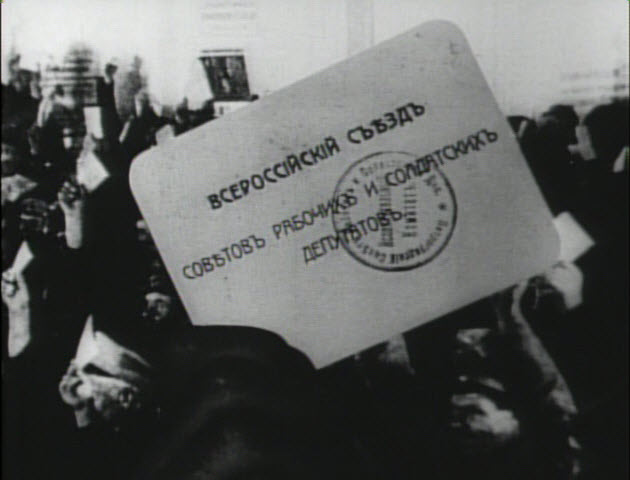 ВСЕРОССІЙСКІЙ СЪѢЗДЪ
СОВѢТОВЪ РАБОЧИХЪ И СОЛДАТСКИХЪ
ДЕПУТАТОВЪ.